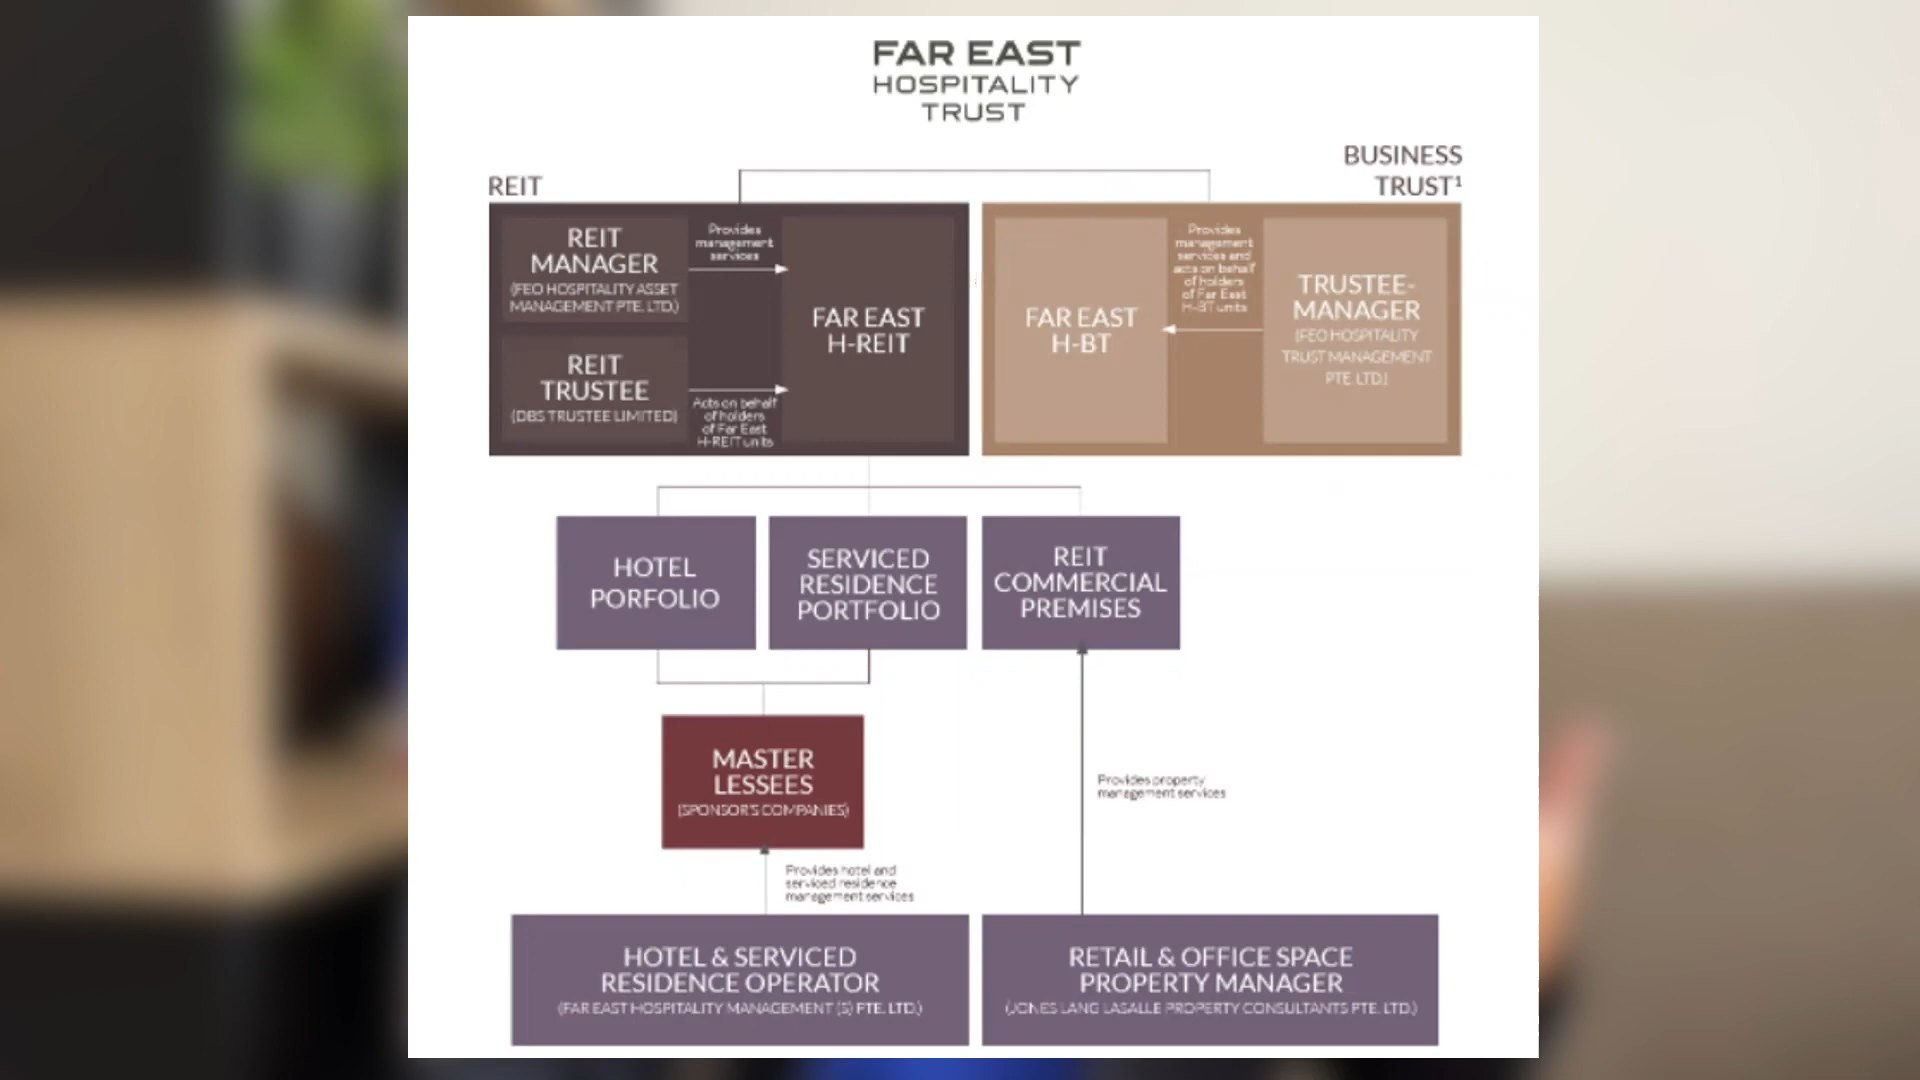 FAR EAST
HOSPITALITY
TRUST
REIT
BUSINESS
TRUST¹
REIT
MANAGER
(FEO HOSPITALITY ASSET
MANAGEMENT PTE. LTD.)
Provides
management
services
REIT
TRUSTEE
(DBS TRUSTEE LIMITED)
Acts on behalf
of holders
of Far East
H-REIT units
FAR EAST
H-REIT
FAR EAST
H-BT
Provides
management
services and
acts on behalf
of holders
of Far East
H-BT units
TRUSTEE-
MANAGER
(FEO HOSPITALITY
TRUST MANAGEMENT
PTE. LTD.)
HOTEL
PORFOLIO
SERVICED
RESIDENCE
PORTFOLIO
REIT
COMMERCIAL
PREMISES
MASTER
LESSEES
(SPONSOR'S COMPANIES)
Provides property
management services
Provides hotel and
serviced residence
management services
HOTEL & SERVICED
RESIDENCE OPERATOR
(FAR EAST HOSPITALITY MANAGEMENT (S) PTE. LTD.)
RETAIL & OFFICE SPACE
PROPERTY MANAGER
(JONES LANG LASALLE PROPERTY CONSULTANTS PTE. LTD.)